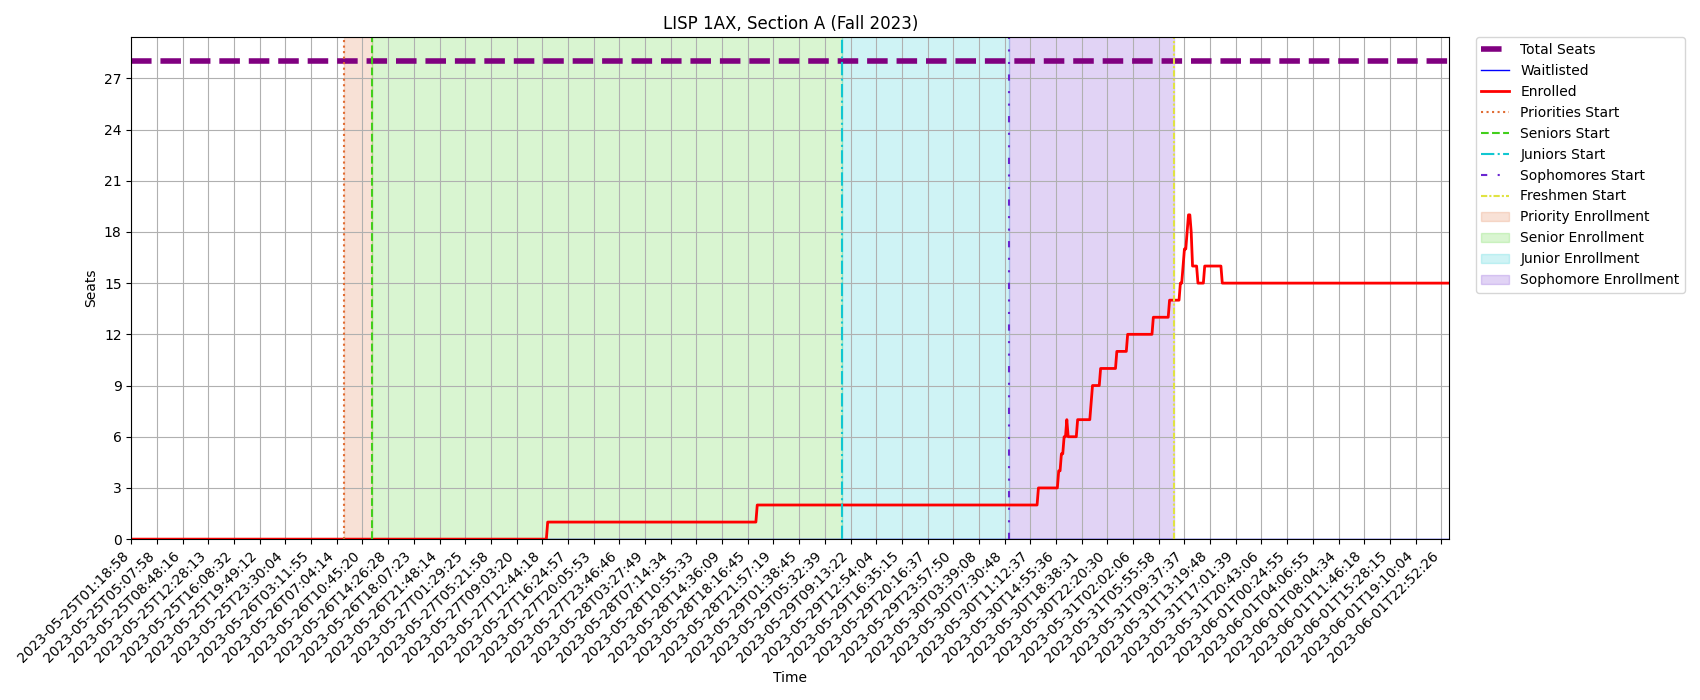 LISP 1AX, Section A (Fall 2023)
Seats
27
24
21
18
15
12
9
6
3
0
2023-05-25T01:18:58
2023-05-25T05:07:58
2023-05-25T08:48:16
2023-05-25T12:28:13
2023-05-25T16:08:32
2023-05-25T19:49:12
2023-05-25T23:30:04
2023-05-26T03:11:55
2023-05-26T07:04:14
2023-05-26T10:45:20
2023-05-26T14:26:28
2023-05-26T18:07:23
2023-05-26T21:48:14
2023-05-27T01:29:25
2023-05-27T05:21:58
2023-05-27T09:03:20
2023-05-27T12:44:18
2023-05-27T16:24:57
2023-05-27T20:05:53
2023-05-27T23:46:46
2023-05-28T03:27:49
2023-05-28T07:14:34
2023-05-28T10:55:33
2023-05-28T14:36:09
2023-05-28T18:16:45
2023-05-28T21:57:19
2023-05-29T01:38:45
2023-05-29T05:32:39
2023-05-29T09:13:22
2023-05-29T12:54:04
2023-05-29T16:35:15
2023-05-29T20:16:37
2023-05-29T23:57:50
2023-05-30T03:39:08
2023-05-30T07:30:48
2023-05-30T11:12:37
2023-05-30T14:55:36
2023-05-30T18:38:31
2023-05-30T22:20:30
2023-05-31T02:02:06
2023-05-31T05:55:58
2023-05-31T09:37:37
2023-05-31T13:19:48
2023-05-31T17:01:39
2023-05-31T20:43:06
2023-06-01T00:24:55
2023-06-01T04:06:55
2023-06-01T08:04:34
2023-06-01T11:46:18
2023-06-01T15:28:15
2023-06-01T19:10:04
2023-06-01T22:52:26
Time
Total Seats
Waitlisted
Enrolled
Priorities Start
Seniors Start
Juniors Start
Sophomores Start
Freshmen Start
Priority Enrollment
Senior Enrollment
Junior Enrollment
Sophomore Enrollment